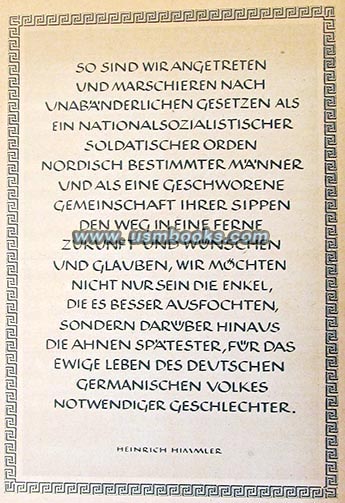 SO SIND WIR ANGETRETEN
UND MARSCHIEREN NACH
UNABÄNDERLICHEN GESETZEN ALS
EIN NATIONALSOZIALISTISCHER
SOLDATISCHER ORDEN
NORDISCH BESTIMMTER MÄNNER
UND ALS EINE GESCHWORENE
GEMEINSCHAFT IHRER SIPPEN
DEN WEG IN EINE FERNE
www.usmbooks.com
ZUKUNFT UND WÜNSCHEN
UND GLAUBEN, WIR MÖCHTEN
NICHT NUR SEIN DIE ENKEL,
DIE ES BESSER AUSFOCHTEN,
SONDERN DARÜBER HINAUS
DIE AHNEN SPÄTESTER, FÜR DAS
EWIGE LEBEN DES DEUTSCHEN
GERMANISCHEN VOLKES
NOTWENDIGER GESCHLECHTER.
HEINRICH HIMMLER